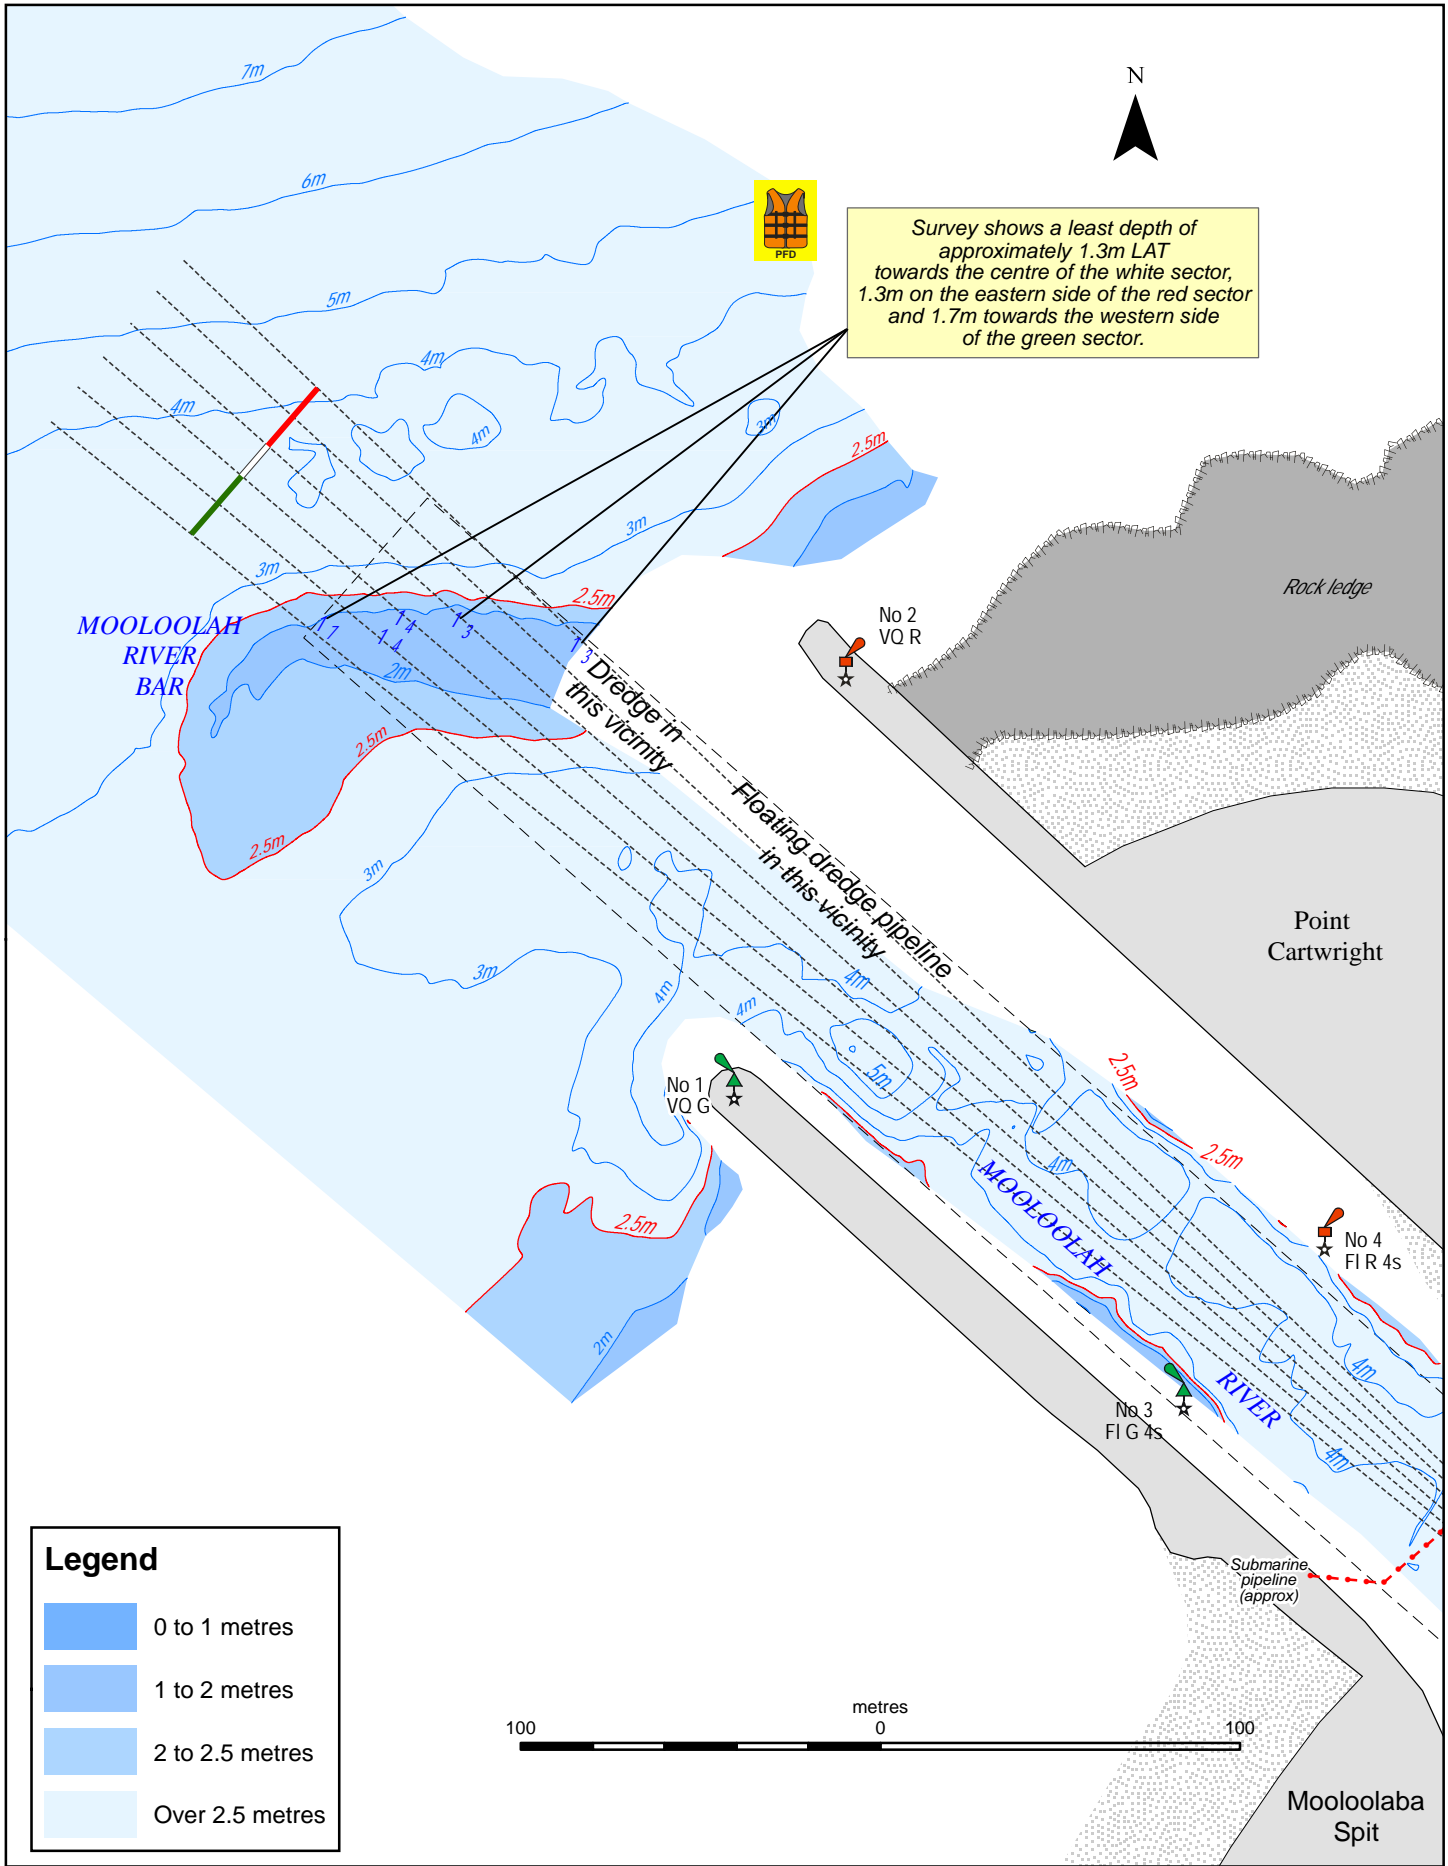 7m
N
6m
PFD
Survey shows a least depth of
approximately 1.3m LAT
towards the centre of the white sector,
1.3m on the eastern side of the red sector
and 1.7m towards the western side
of the green sector.
5m
4m
4m
4m
3m
2.5m
3m
3m
2.5m
Rock ledge
MOOLOOLAH
RIVER
BAR
No 2
VQ R
1 7
1 4
1 4
1 3
1 3
2m
Dredge in
this vicinity
2.5m
Floating dredge pipeline
in this vicinity
2.5m
3m
Point
Cartwright
3m
4m
4m
4m
5m
No 1
VQ G
2.5m
2.5m
4m
MOOLOOLAH
RIVER
2.5m
No 4
Fl R 4s
2m
4m
No 3
Fl G 4s
4m
Submarine
pipeline
(approx)
Legend
0 to 1 metres
1 to 2 metres
2 to 2.5 metres
Over 2.5 metres
metres
100
0
100
Mooloolaba
Spit